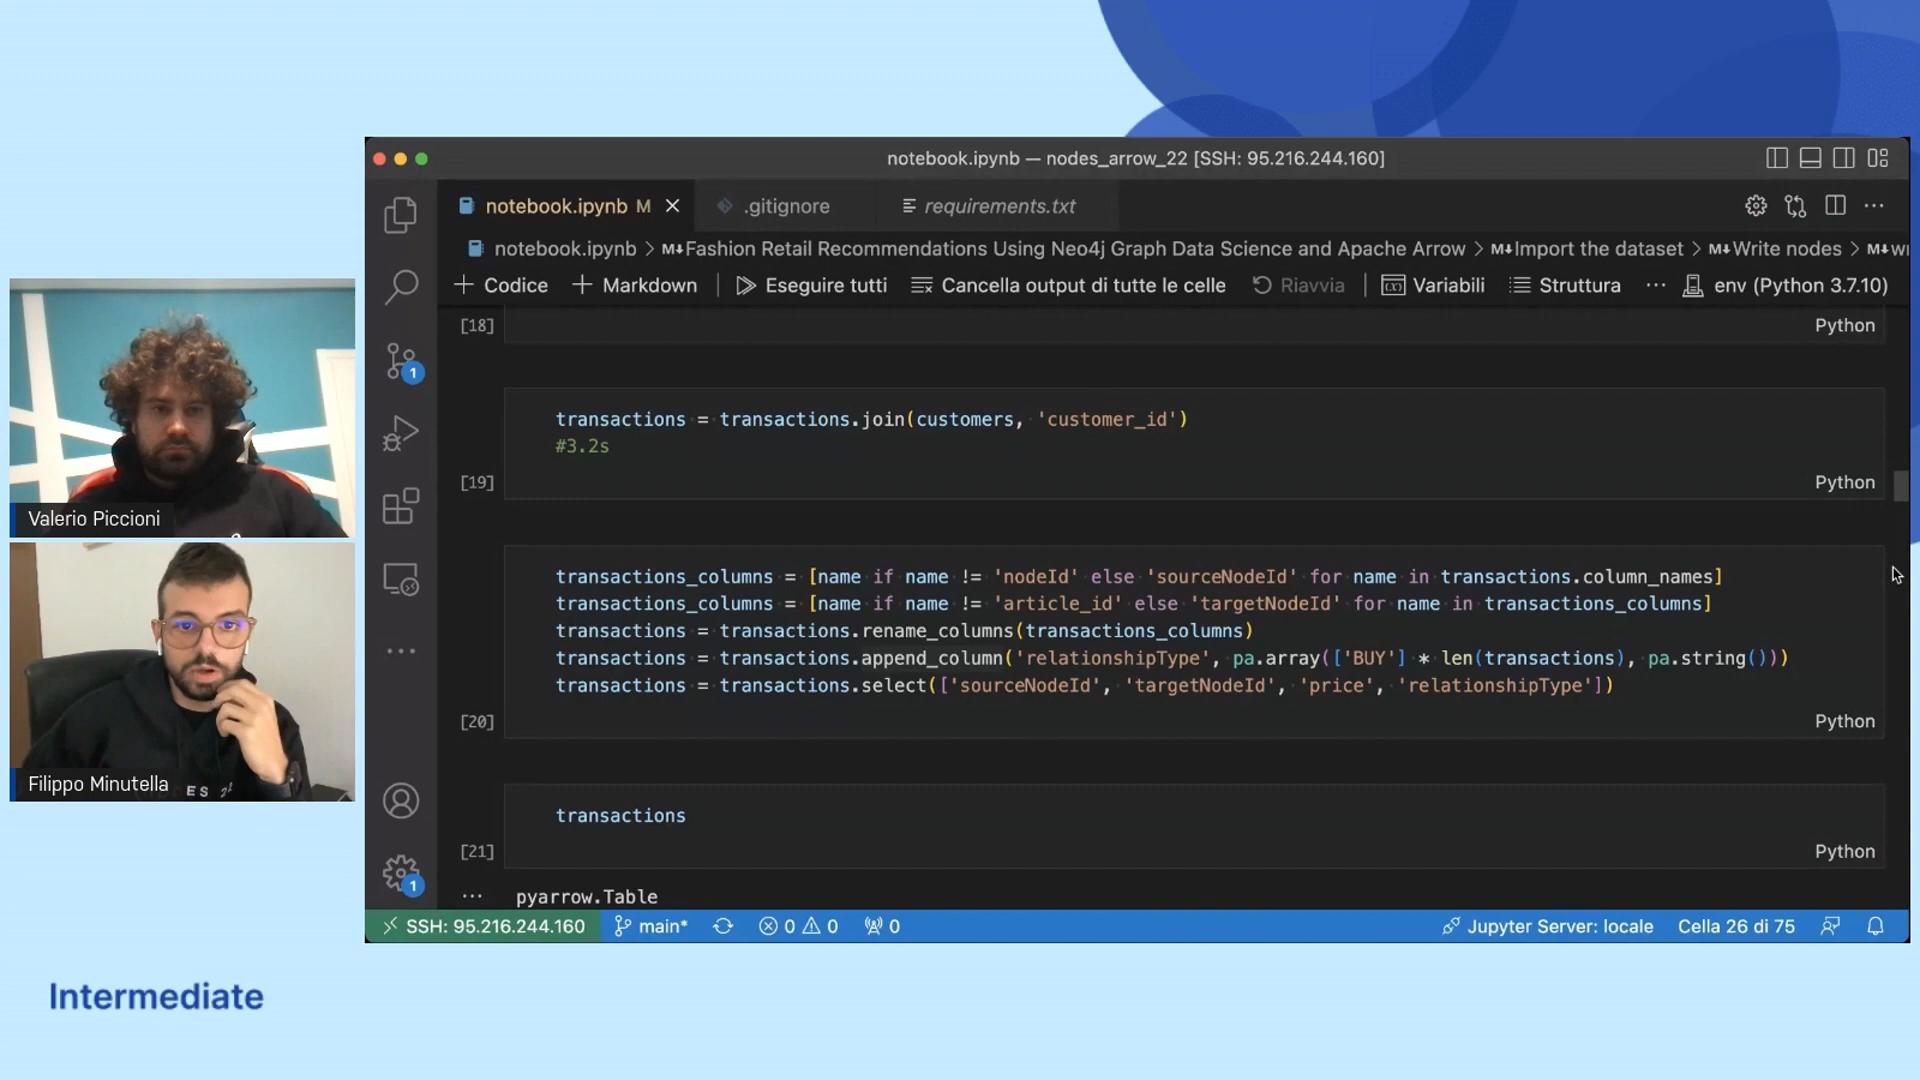 notebook.ipynb — nodes_arrow_22 [SSH: 95.216.244.160]
notebook.ipynb M
.gitignore
requirements.txt
notebook.ipynb > M↓Fashion Retail Recommendations Using Neo4j Graph Data Science and Apache Arrow > M↓Import the dataset > M↓Write nodes > M↓wr
+ Codice + Markdown | Eseguire tutti Cancella output di tutte le celle Riavvia | Variabili Struttura ... env (Python 3.7.10)
[18] Python
transactions = transactions.join(customers, 'customer_id')
#3.2s
[19] Python
transactions_columns = [name if name != 'nodeId' else 'sourceNodeId' for name in transactions.column_names]
transactions_columns = [name if name != 'article_id' else 'targetNodeId' for name in transactions_columns]
transactions = transactions.rename_columns(transactions_columns)
transactions = transactions.append_column('relationshipType', pa.array(['BUY'] * len(transactions), pa.string()))
transactions = transactions.select(['sourceNodeId', 'targetNodeId', 'price', 'relationshipType'])
[20] Python
transactions
[21] Python
... pyarrow.Table
1
1
SSH: 95.216.244.160 main* 0 0 0 Jupyter Server: locale Cella 26 di 75
Valerio Piccioni
Filippo Minutella
Intermediate